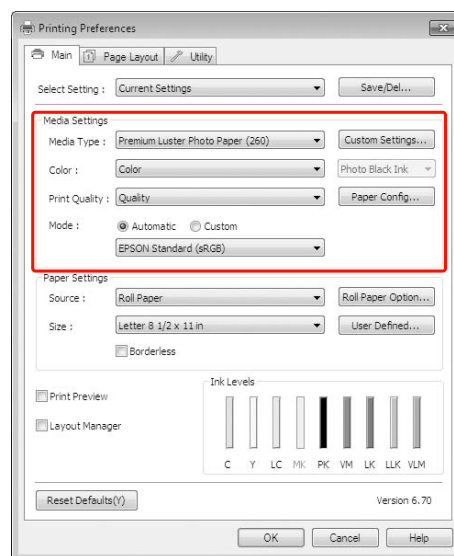 Printing Preferences
Main Page Layout Utility
Select Setting : Current Settings Save/Del...
Media Settings
Media Type : Premium Luster Photo Paper (260) Custom Settings...
Color : Color Photo Black Ink
Print Quality : Quality Paper Config...
Mode : Automatic Custom
EPSON Standard (sRGB)
Paper Settings
Source : Roll Paper Roll Paper Option...
Size : Letter 8 1/2 x 11 in User Defined...
Borderless
Ink Levels
Print Preview
Layout Manager
C Y LC MK PK VM LK LLK VLM
Reset Defaults(Y) Version 6.70
OK Cancel Help